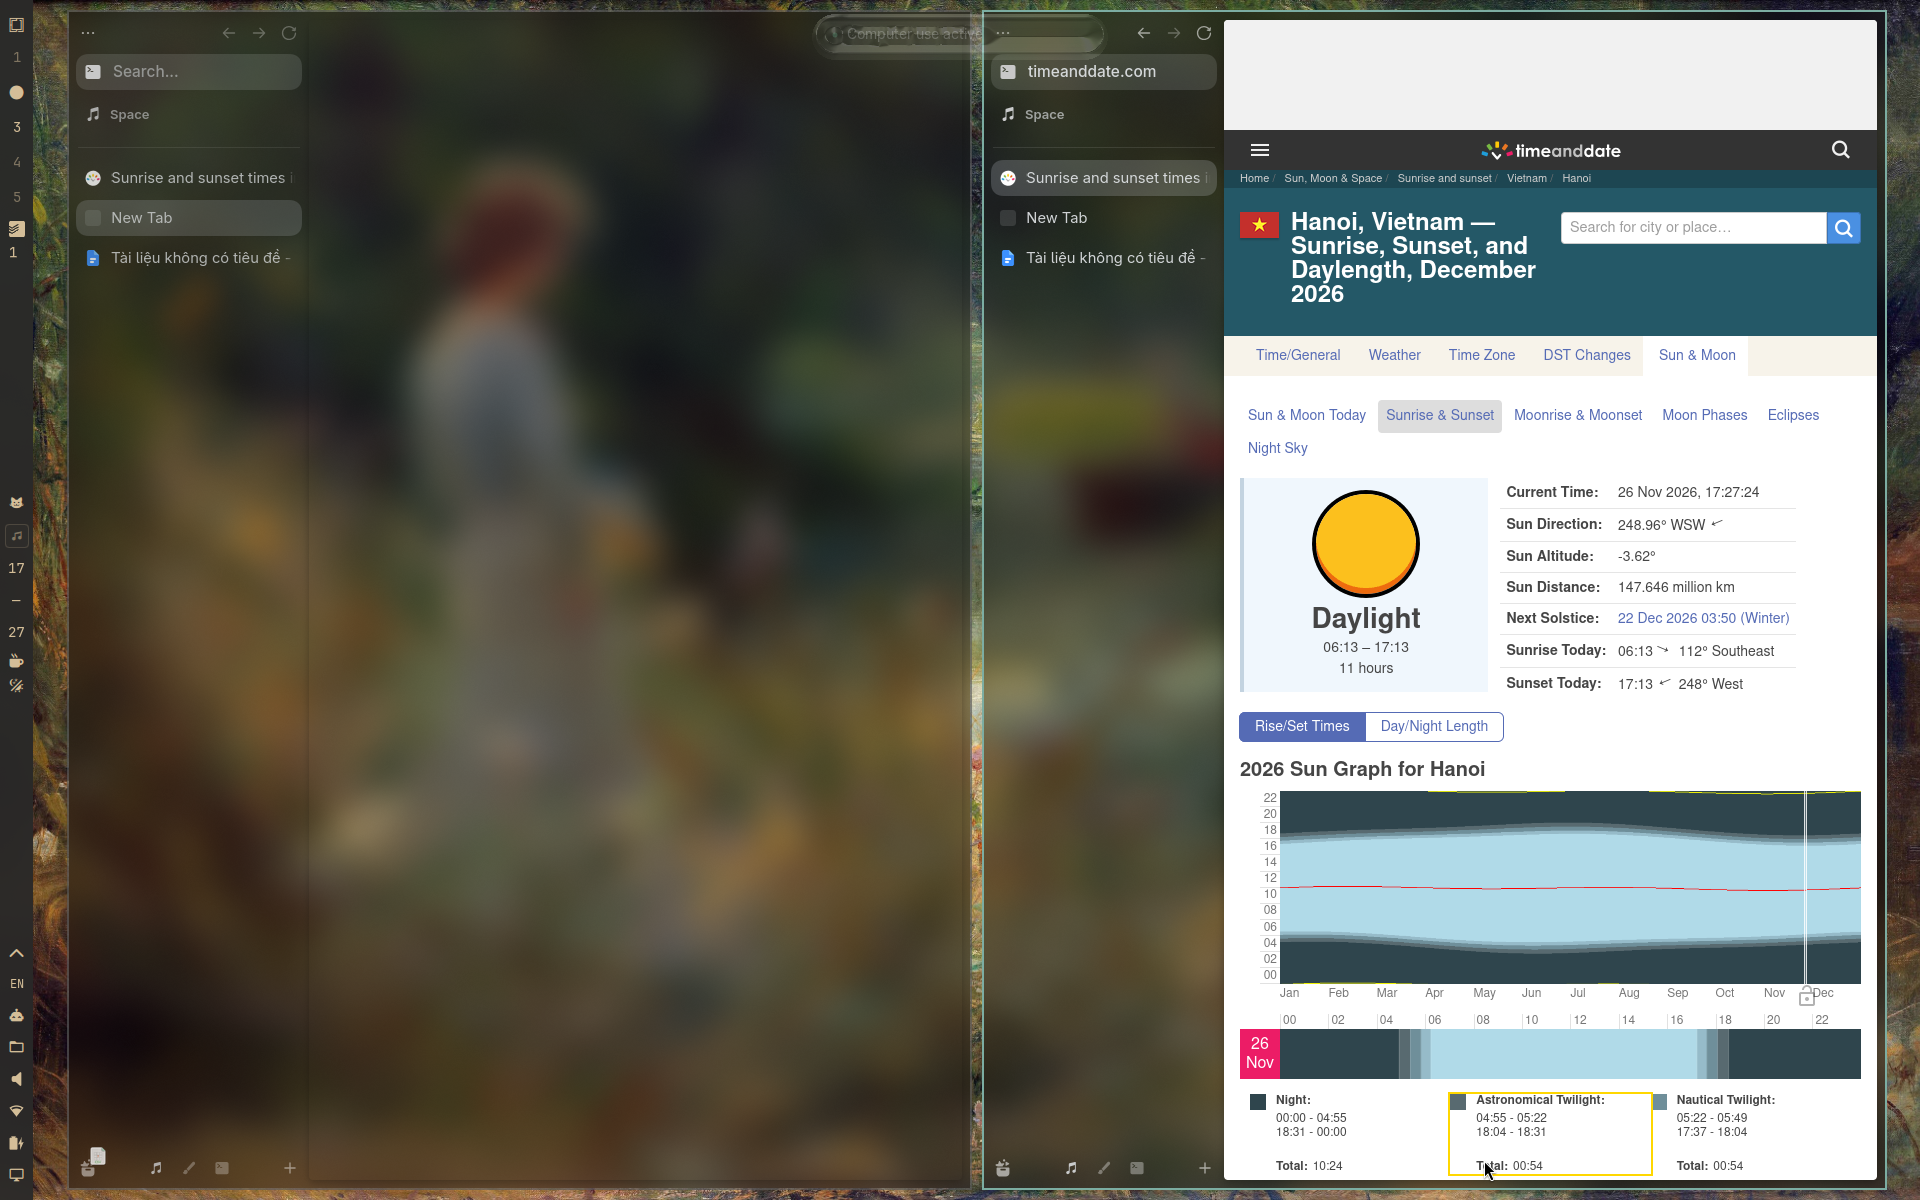 1
3
4
5
1
17
27
EN
Search...
Space
Sunrise and sunset times
New Tab
Tài liệu không có tiêu đề -
Computer use active
timeanddate.com
Space
Sunrise and sunset times
New Tab
Tài liệu không có tiêu đề -
timeanddate
Home / Sun, Moon & Space / Sunrise and sunset / Vietnam / Hanoi
Hanoi, Vietnam —
Sunrise, Sunset, and
Daylength, December
2026
Search for city or place...
Time/General Weather Time Zone DST Changes Sun & Moon
Sun & Moon Today Sunrise & Sunset Moonrise & Moonset Moon Phases Eclipses
Night Sky
Daylight
06:13 – 17:13
11 hours
Current Time: 26 Nov 2026, 17:27:24
Sun Direction: 248.96° WSW
Sun Altitude: -3.62°
Sun Distance: 147.646 million km
Next Solstice: 22 Dec 2026 03:50 (Winter)
Sunrise Today: 06:13 112° Southeast
Sunset Today: 17:13 248° West
Rise/Set Times Day/Night Length
2026 Sun Graph for Hanoi
22
20
18
16
14
12
10
08
06
04
02
00
Jan Feb Mar Apr May Jun Jul Aug Sep Oct Nov Dec
00 02 04 06 08 10 12 14 16 18 20 22
26
Nov
Night:
00:00 - 04:55
18:31 - 00:00
Total: 10:24
Astronomical Twilight:
04:55 - 05:22
18:04 - 18:31
Total: 00:54
Nautical Twilight:
05:22 - 05:49
17:37 - 18:04
Total: 00:54